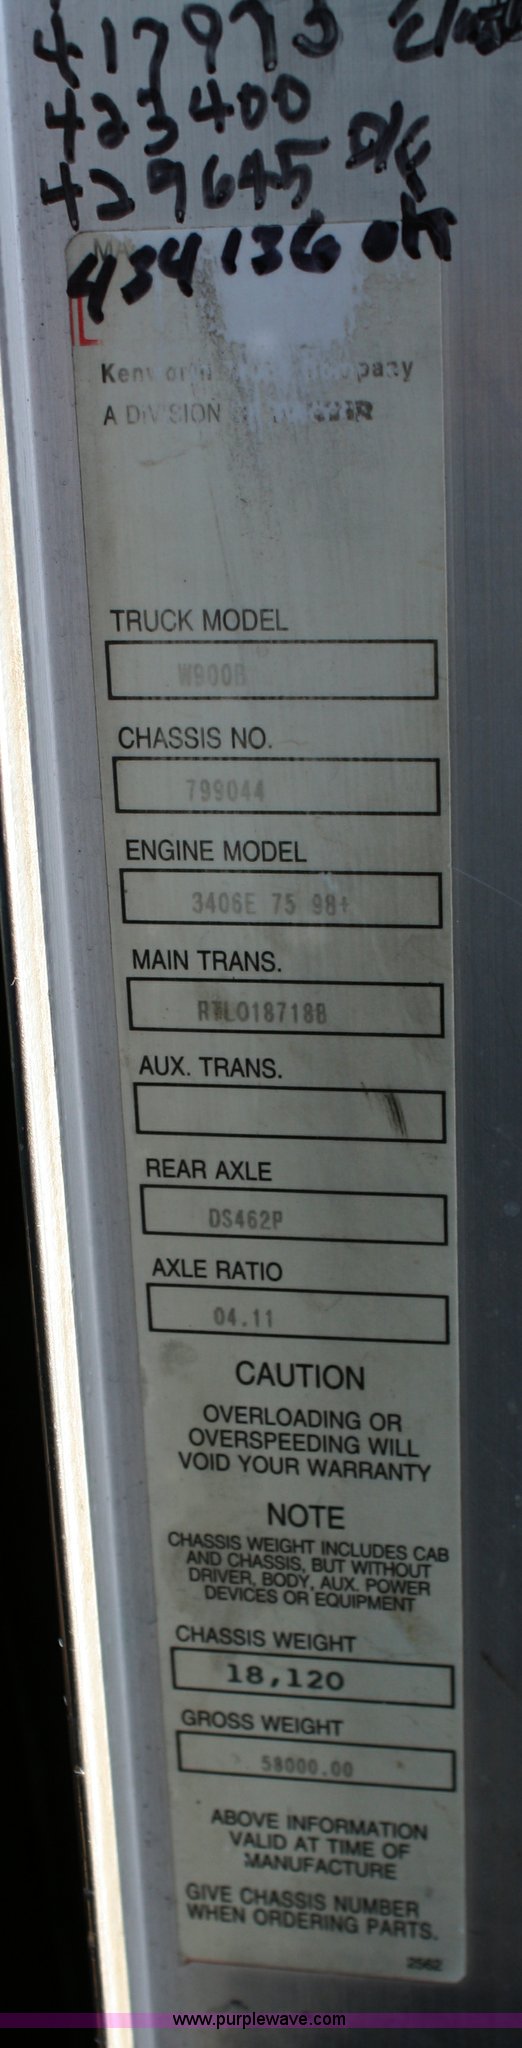 417973
423400
429645 O/F
434136 OK
Kenworth Company
A DIVISION
TRUCK MODEL
W900B
CHASSIS NO.
799044
ENGINE MODEL
3406E 75 98+
MAIN TRANS.
RTLO18718B
AUX. TRANS.
REAR AXLE
DS462P
AXLE RATIO
04.11
CAUTION
OVERLOADING OR
OVERSPEEDING WILL
VOID YOUR WARRANTY
NOTE
CHASSIS WEIGHT INCLUDES CAB
AND CHASSIS, BUT WITHOUT
DRIVER, BODY, AUX. POWER
DEVICES OR EQUIPMENT
CHASSIS WEIGHT
18,120
GROSS WEIGHT
58000.00
ABOVE INFORMATION
VALID AT TIME OF
MANUFACTURE
GIVE CHASSIS NUMBER
WHEN ORDERING PARTS.
2562
www.purplewave.com